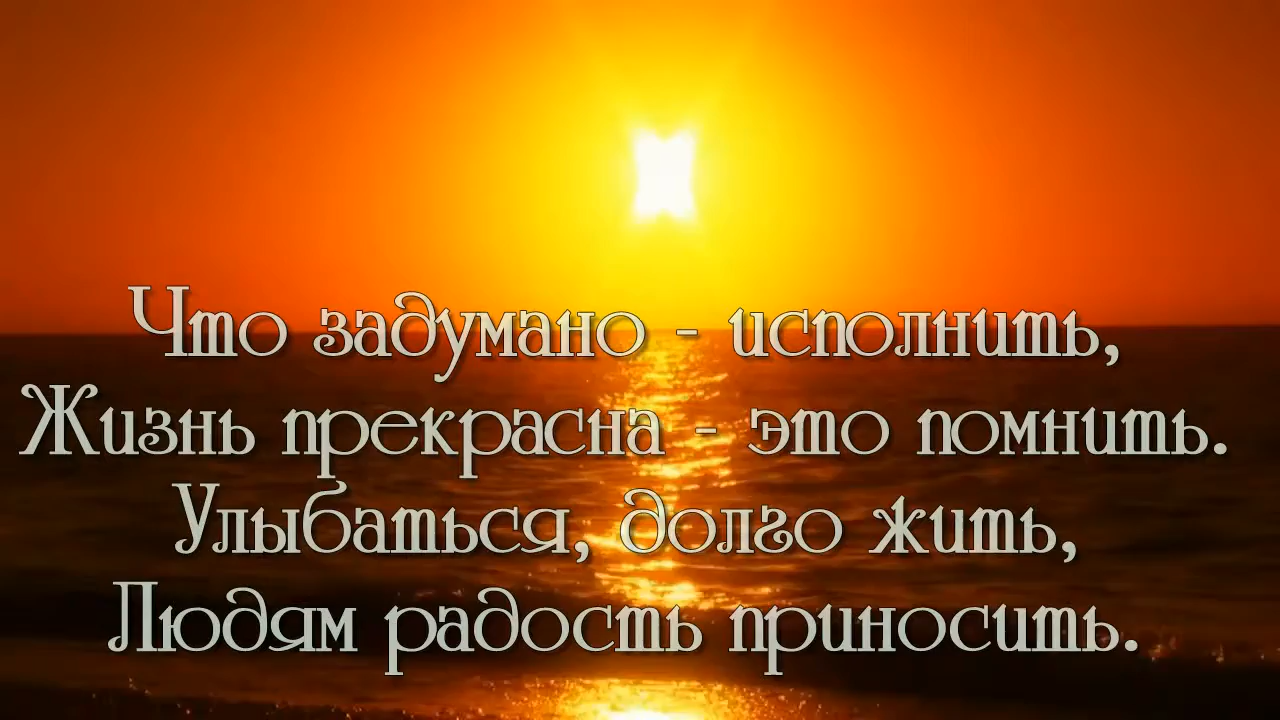 Что задумано - исполнить,
Жизнь прекрасна - это помнить.
Улыбаться, долго жить,
Людям радость приносить.